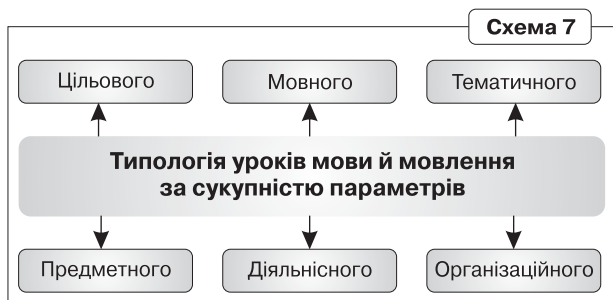 Схема 7
Цільового
Мовного
Тематичного
Типологія уроків мови й мовлення
за сукупністю параметрів
Предметного
Діяльнісного
Організаційного